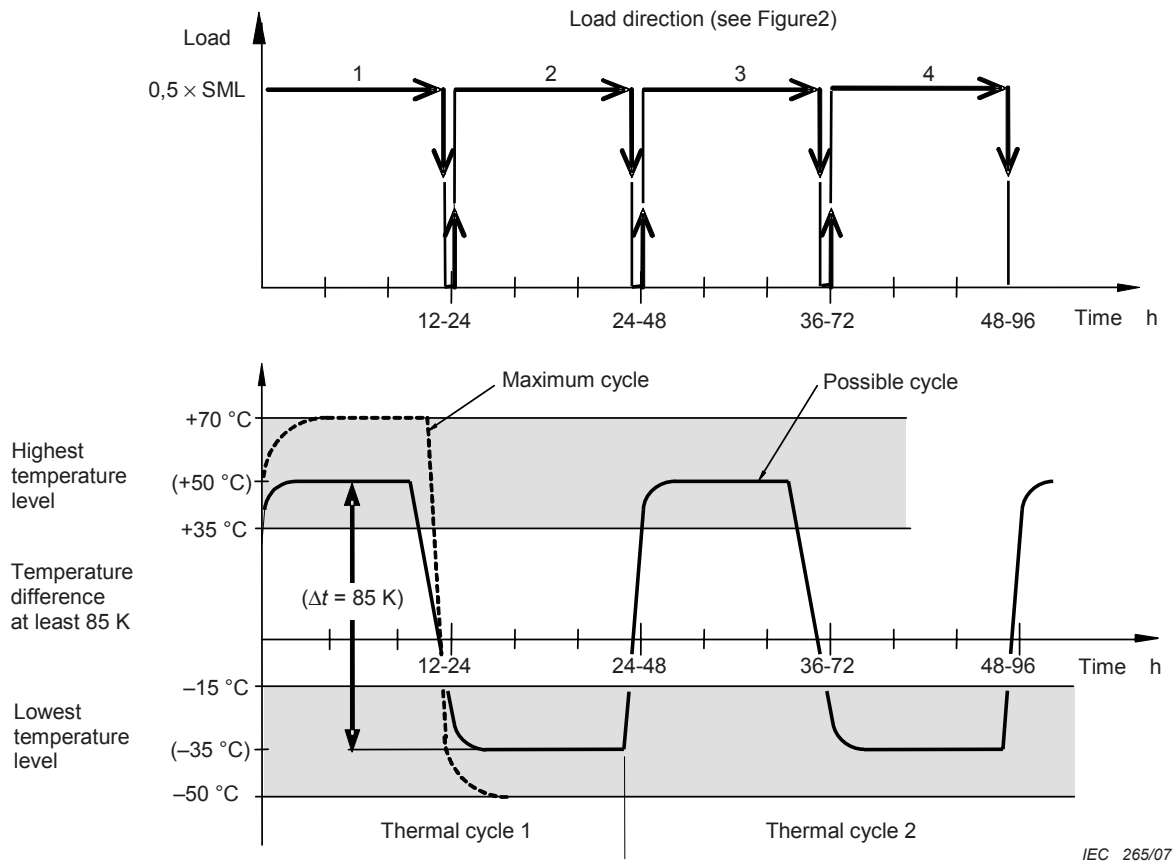 Load direction (see Figure2)
Load
1
2
3
4
0,5 × SML
12-24
24-48
36-72
48-96
Time h
Maximum cycle
Possible cycle
+70 °C
Highest
temperature
level
(+50 °C)
+35 °C
Temperature
difference
at least 85 K
(Δt = 85 K)
12-24
24-48
36-72
48-96
Time h
–15 °C
Lowest
temperature
level
(–35 °C)
–50 °C
Thermal cycle 1
Thermal cycle 2
IEC 265/07